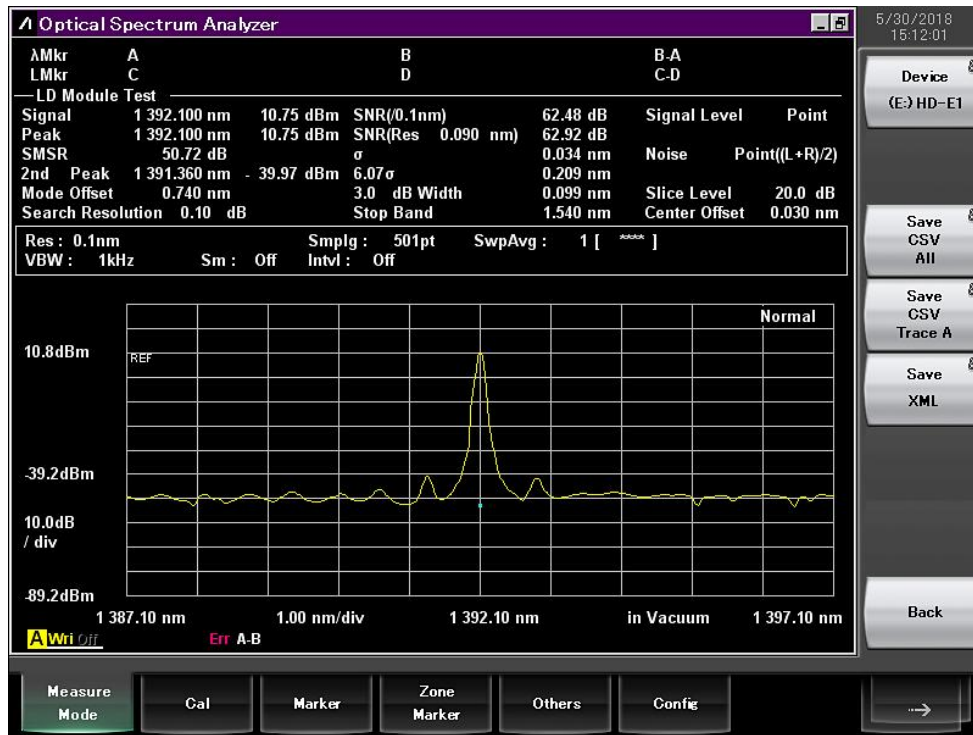 Optical Spectrum Analyzer
5/30/2018
15:12:01
λMkr A B B-A
LMkr C D C-D
LD Module Test
Signal 1 392.100 nm 10.75 dBm SNR(/0.1nm) 62.48 dB Signal Level Point
Peak 1 392.100 nm 10.75 dBm SNR(Res 0.090 nm) 62.92 dB
SMSR 50.72 dB σ 0.034 nm Noise Point((L+R)/2)
2nd Peak 1 391.360 nm - 39.97 dBm 6.07σ 0.209 nm
Mode Offset 0.740 nm 3.0 dB Width 0.099 nm Slice Level 20.0 dB
Search Resolution 0.10 dB Stop Band 1.540 nm Center Offset 0.030 nm
Res : 0.1nm Smplg : 501pt SwpAvg : 1 [ **** ]
VBW : 1kHz Sm : Off Intvl : Off
Normal
10.8dBm
REF
-39.2dBm
10.0dB
/ div
-89.2dBm
1 387.10 nm 1.00 nm/div 1 392.10 nm in Vacuum 1 397.10 nm
A Wri Off Err A-B
Device
(E:) HD-E1
Save
CSV
All
Save
CSV
Trace A
Save
XML
Back
Measure
Mode
Cal
Marker
Zone
Marker
Others
Config